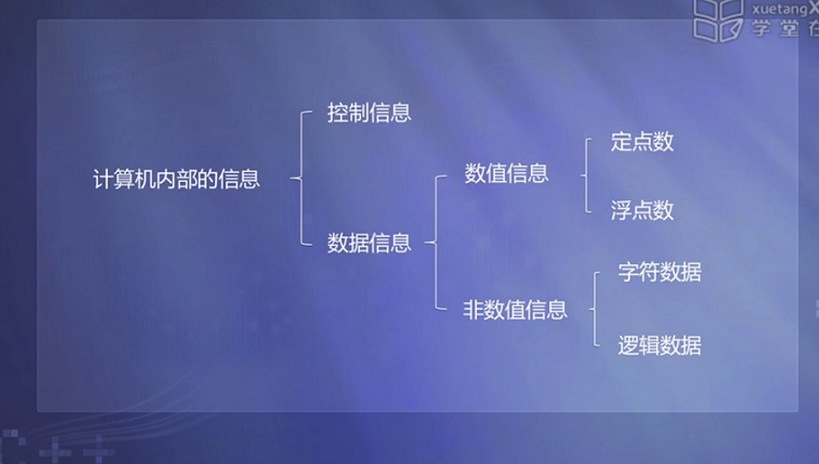 xuetangX
学堂在
控制信息
定点数
数值信息
计算机内部的信息
浮点数
数据信息
字符数据
非数值信息
逻辑数据
C++